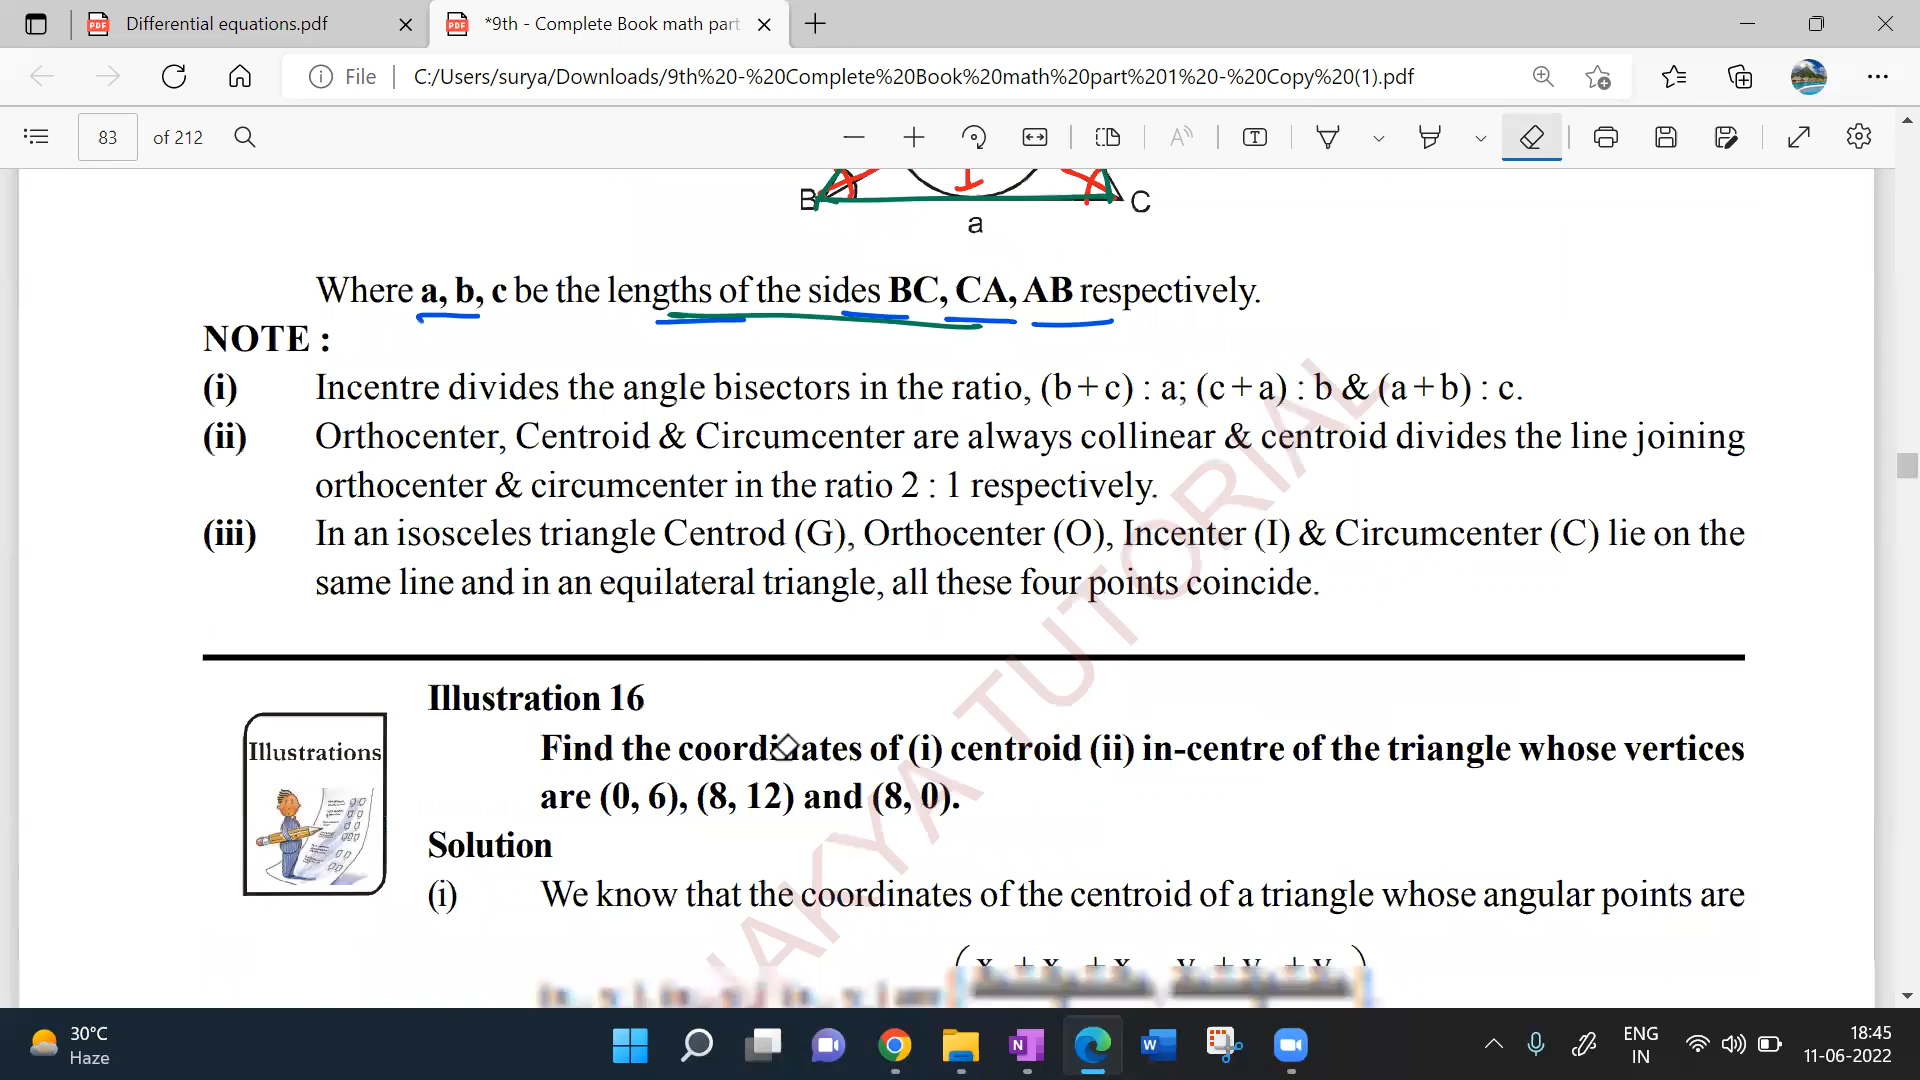 Differential equations.pdf
*9th - Complete Book math part
File
C:/Users/surya/Downloads/9th%20-%20Complete%20Book%20math%20part%201%20-%20Copy%20(1).pdf
83 of 212
B
C
a
I
Where a, b, c be the lengths of the sides BC, CA, AB respectively.
NOTE :
(i) Incentre divides the angle bisectors in the ratio, (b + c) : a; (c + a) : b & (a + b) : c.
(ii) Orthocenter, Centroid & Circumcenter are always collinear & centroid divides the line joining
orthocenter & circumcenter in the ratio 2 : 1 respectively.
(iii) In an isosceles triangle Centrod (G), Orthocenter (O), Incenter (I) & Circumcenter (C) lie on the
same line and in an equilateral triangle, all these four points coincide.
Illustration 16
Illustrations
Find the coordinates of (i) centroid (ii) in-centre of the triangle whose vertices
are (0, 6), (8, 12) and (8, 0).
Solution
(i) We know that the coordinates of the centroid of a triangle whose angular points are
TUTORIAL
30°C
Haze
ENG
IN
18:45
11-06-2022